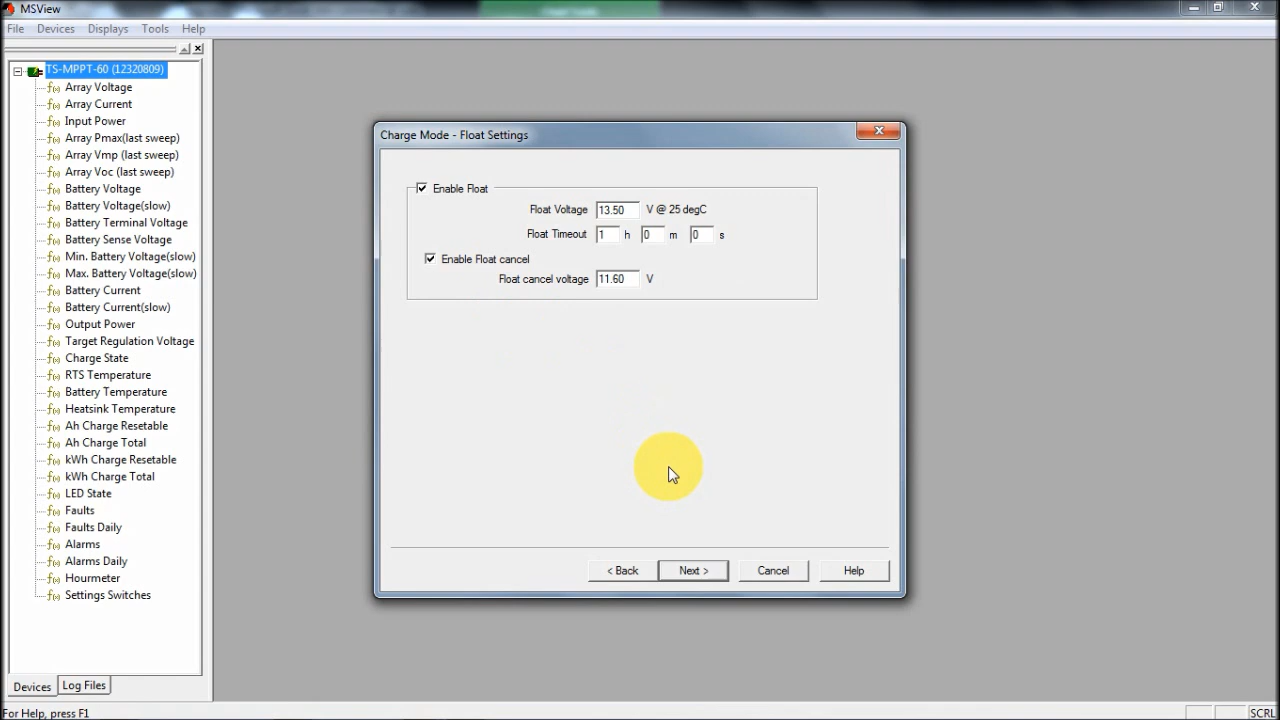 MSView
File Devices Displays Tools Help
TS-MPPT-60 (12320809)
Array Voltage
Array Current
Input Power
Array Pmax(last sweep)
Array Vmp (last sweep)
Array Voc (last sweep)
Battery Voltage
Battery Voltage(slow)
Battery Terminal Voltage
Battery Sense Voltage
Min. Battery Voltage(slow)
Max. Battery Voltage(slow)
Battery Current
Battery Current(slow)
Output Power
Target Regulation Voltage
Charge State
RTS Temperature
Battery Temperature
Heatsink Temperature
Ah Charge Resetable
Ah Charge Total
kWh Charge Resetable
kWh Charge Total
LED State
Faults
Faults Daily
Alarms
Alarms Daily
Hourmeter
Settings Switches
Devices Log Files
Charge Mode - Float Settings
Enable Float
Float Voltage 13.50 V @ 25 degC
Float Timeout 1 h 0 m 0 s
Enable Float cancel
Float cancel voltage 11.60 V
< Back Next > Cancel Help
For Help, press F1 SCRL